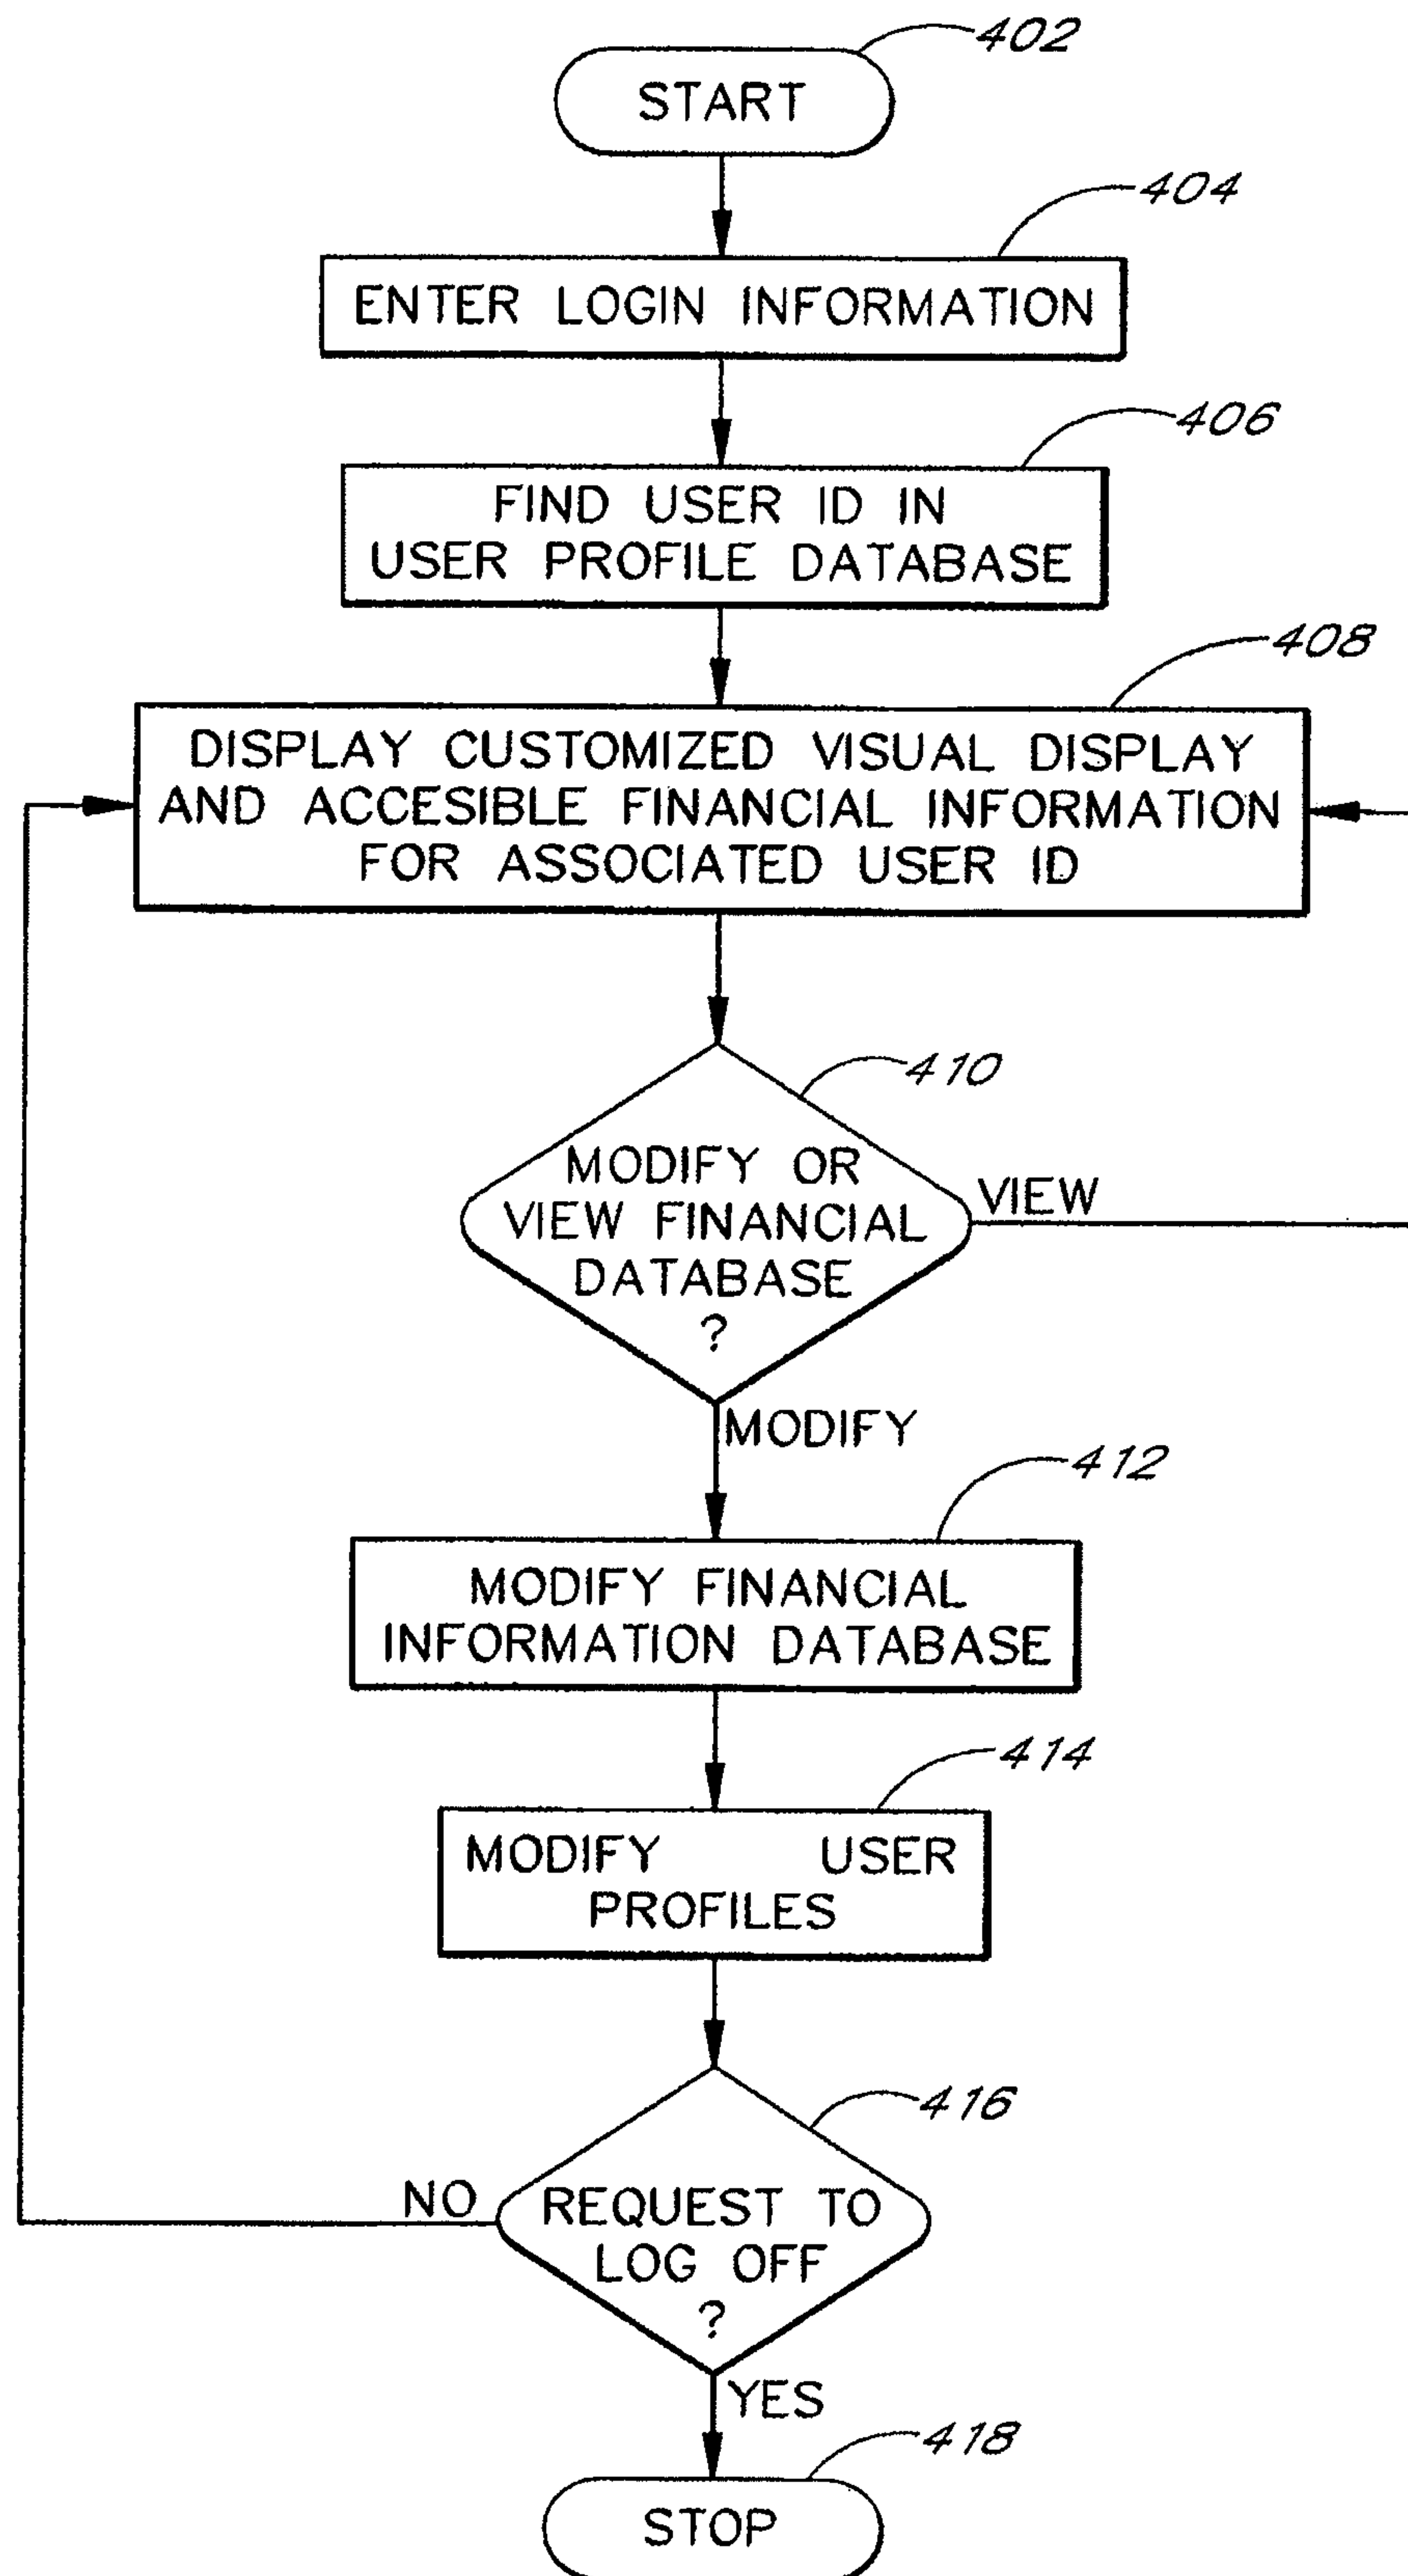 402
START
404
ENTER LOGIN INFORMATION
406
FIND USER ID IN
USER PROFILE DATABASE
408
DISPLAY CUSTOMIZED VISUAL DISPLAY
AND ACCESIBLE FINANCIAL INFORMATION
FOR ASSOCIATED USER ID
410
MODIFY OR
VIEW FINANCIAL
DATABASE
?
VIEW
MODIFY
412
MODIFY FINANCIAL
INFORMATION DATABASE
414
MODIFY USER
PROFILES
416
NO
REQUEST TO
LOG OFF
?
YES
418
STOP